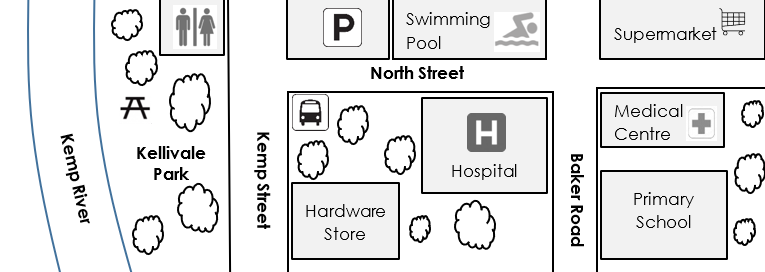 P
Swimming
Pool
Supermarket
North Street
Medical
Centre
H
Hospital
Kellivale
Park
Kemp River
Kemp Street
Baker Road
Hardware
Store
Primary
School